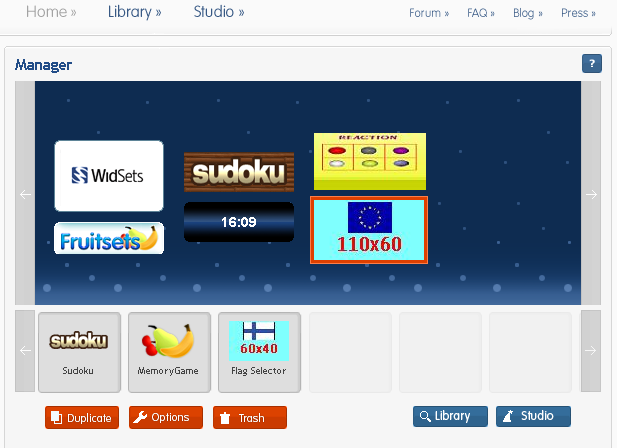 Home » Library » Studio » Forum » FAQ » Blog » Press »
Manager ?
WidSets
Fruitsets
sudoku
16:09
REACTION
110x60
sudoku
Sudoku
MemoryGame
60x40
Flag Selector
Duplicate Options Trash Library Studio